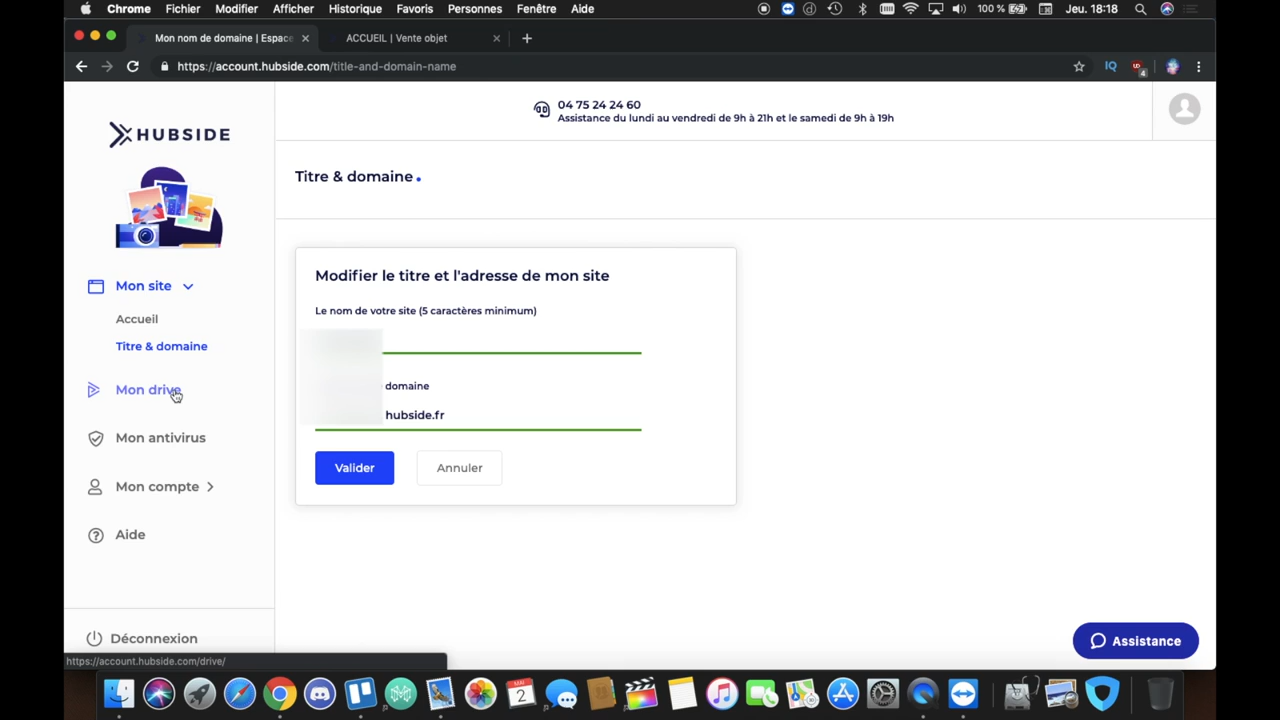 Chrome Fichier Modifier Afficher Historique Favoris Personnes Fenêtre Aide 100 % Jeu. 18:18
Mon nom de domaine | Espace ACCUEIL | Vente objet
https://account.hubside.com/title-and-domain-name IQ 4
HUBSIDE
04 75 24 24 60
Assistance du lundi au vendredi de 9h à 21h et le samedi de 9h à 19h
Titre & domaine.
Mon site
Accueil
Titre & domaine
Mon drive
Mon antivirus
Mon compte
Aide
Déconnexion
Modifier le titre et l'adresse de mon site
Le nom de votre site (5 caractères minimum)
domaine
hubside.fr
Valider Annuler
Assistance
https://account.hubside.com/drive/
MAI
2